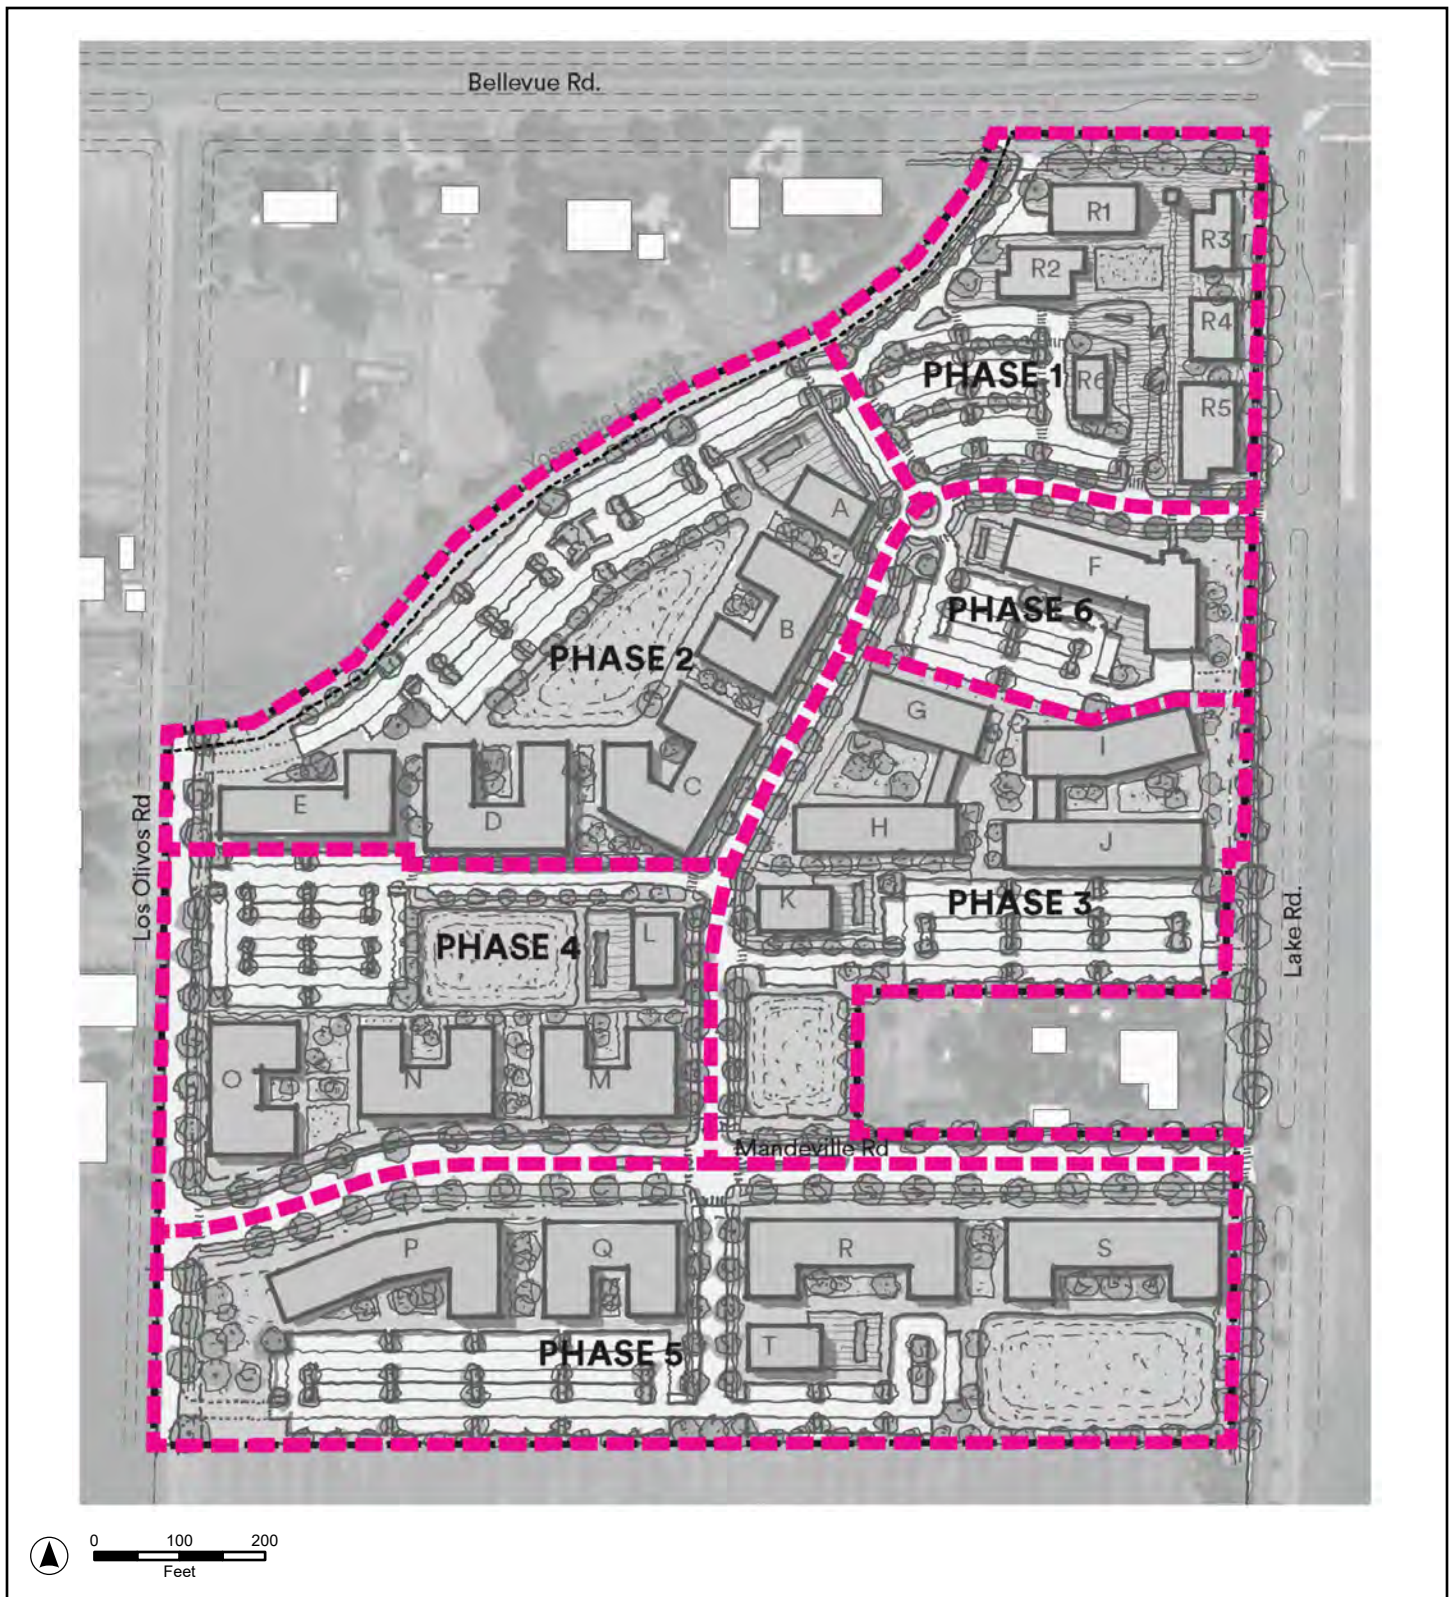 Bellevue Rd.
R1
R3
R2
R4
PHASE 1
R6
R5
Yosemite Lateral
A
F
PHASE 6
B
PHASE 2
G
I
C
E
D
H
J
Los Olivos Rd
K
PHASE 3
L
PHASE 4
Lake Rd.
O
N
M
Mandeville Rd
P
Q
R
S
T
PHASE 5
0 100 200
Feet